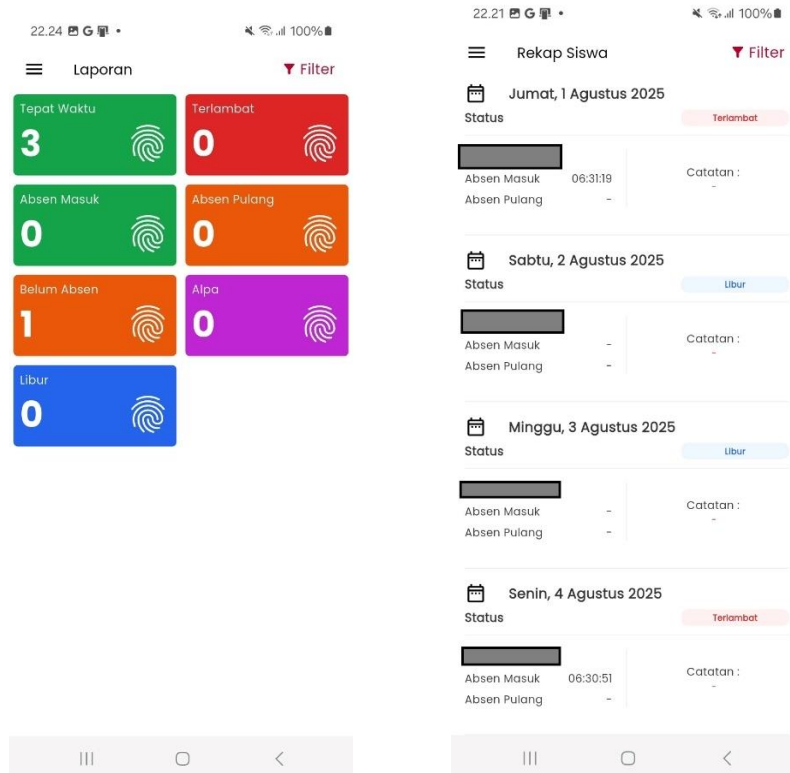 22.24 G •
100%
Laporan
Filter
Tepat Waktu
3
Terlambat
0
Absen Masuk
0
Absen Pulang
0
Belum Absen
1
Alpa
0
Libur
0
22.21 G •
100%
Rekap Siswa
Filter
Jumat, 1 Agustus 2025
Status Terlambat
Absen Masuk 06:31:19
Absen Pulang -
Catatan :
-
Sabtu, 2 Agustus 2025
Status Libur
Absen Masuk -
Absen Pulang -
Catatan :
-
Minggu, 3 Agustus 2025
Status Libur
Absen Masuk -
Absen Pulang -
Catatan :
-
Senin, 4 Agustus 2025
Status Terlambat
Absen Masuk 06:30:51
Absen Pulang -
Catatan :
-